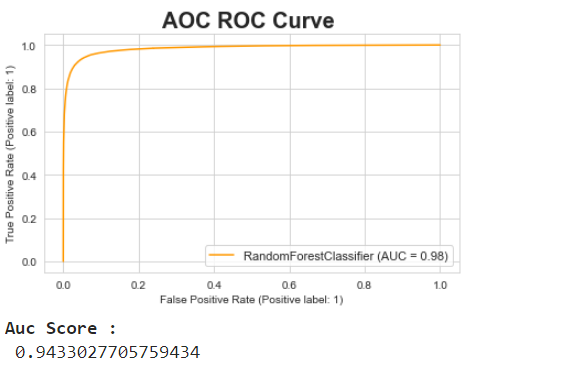 AOC ROC Curve
1.0
0.8
0.6
0.4
0.2
0.0
True Positive Rate (Positive label: 1)
RandomForestClassifier (AUC = 0.98)
0.0 0.2 0.4 0.6 0.8 1.0
False Positive Rate (Positive label: 1)
Auc Score :
0.9433027705759434